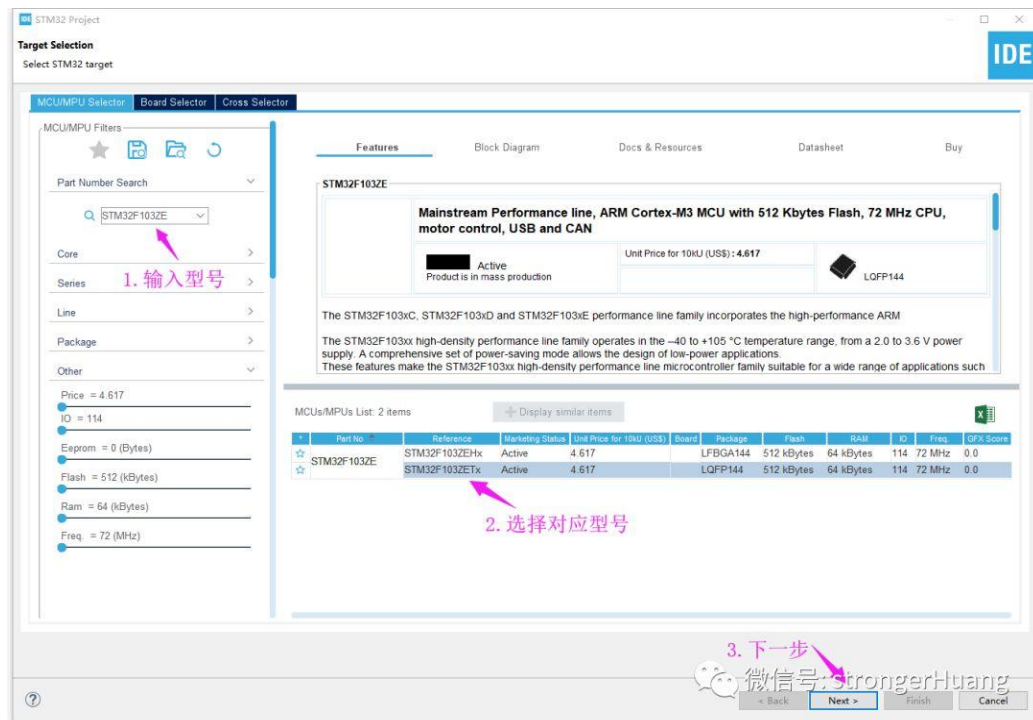 IDE STM32 Project
Target Selection
Select STM32 target
IDE
MCU/MPU Selector Board Selector Cross Selector
MCU/MPU Filters
Part Number Search
STM32F103ZE
Core
1. 输入型号
Series
Line
Package
Other
Price = 4.617
IO = 114
Eeprom = 0 (Bytes)
Flash = 512 (kBytes)
Ram = 64 (kBytes)
Freq. = 72 (MHz)
Features Block Diagram Docs & Resources Datasheet Buy
STM32F103ZE
Mainstream Performance line, ARM Cortex-M3 MCU with 512 Kbytes Flash, 72 MHz CPU,
motor control, USB and CAN
Active
Product is in mass production
Unit Price for 10kU (US$) : 4.617
LQFP144
The STM32F103xC, STM32F103xD and STM32F103xE performance line family incorporates the high-performance ARM
The STM32F103xx high-density performance line family operates in the –40 to +105 °C temperature range, from a 2.0 to 3.6 V power
supply. A comprehensive set of power-saving mode allows the design of low-power applications.
These features make the STM32F103xx high-density performance line microcontroller family suitable for a wide range of applications such
MCUs/MPUs List: 2 items
+ Display similar items
* Part No Reference Marketing Status Unit Price for 10kU (US$) Board Package Flash RAM IO Freq. GFX Score
STM32F103ZE
STM32F103ZEHx Active 4.617 LFBGA144 512 kBytes 64 kBytes 114 72 MHz 0.0
STM32F103ZETx Active 4.617 LQFP144 512 kBytes 64 kBytes 114 72 MHz 0.0
2. 选择对应型号
3. 下一步
微信号: strongerHuang
? < Back Next > Finish Cancel